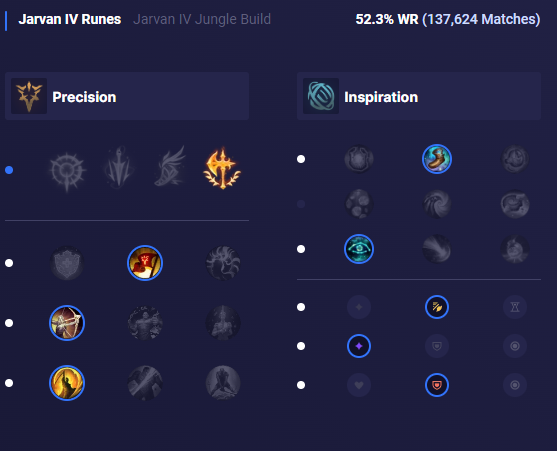 Jarvan IV Runes Jarvan IV Jungle Build 52.3% WR (137,624 Matches)
Precision
Inspiration